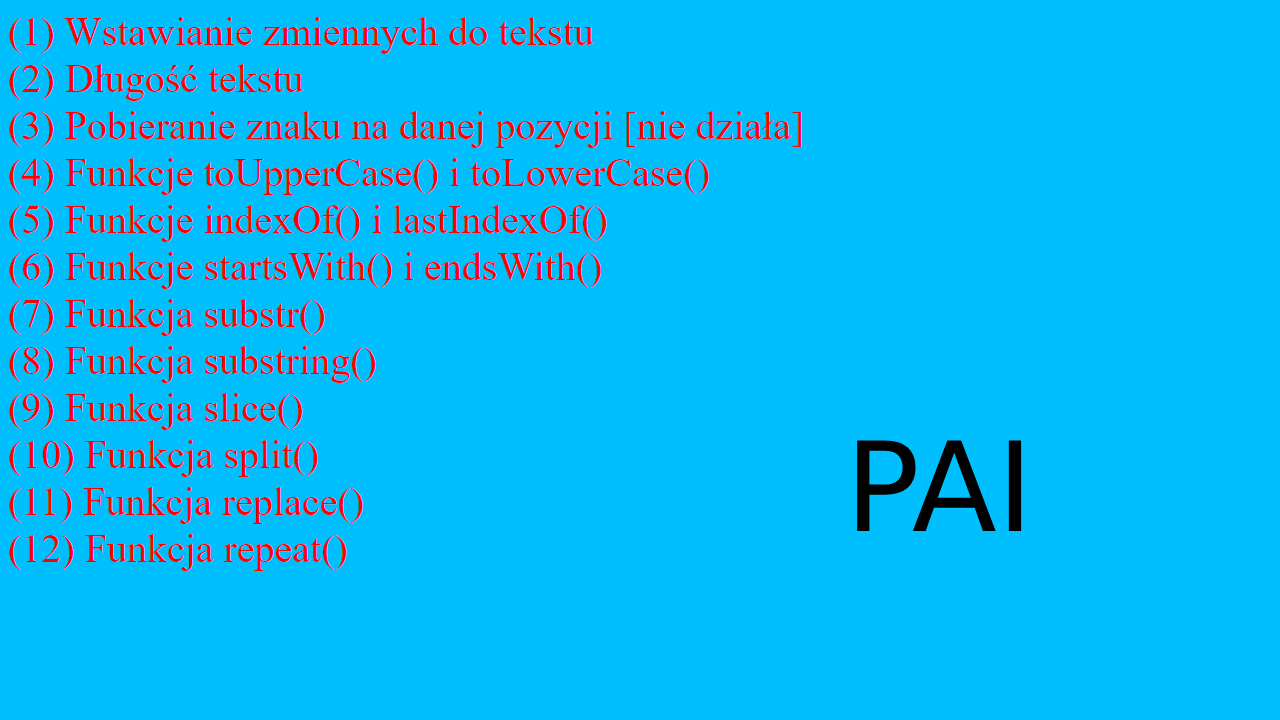 (1) Wstawianie zmiennych do tekstu
(2) Długość tekstu
(3) Pobieranie znaku na danej pozycji [nie działa]
(4) Funkcje toUpperCase() i toLowerCase()
(5) Funkcje indexOf() i lastIndexOf()
(6) Funkcje startsWith() i endsWith()
(7) Funkcja substr()
(8) Funkcja substring()
(9) Funkcja slice()
(10) Funkcja split()
(11) Funkcja replace()
(12) Funkcja repeat()
PAI